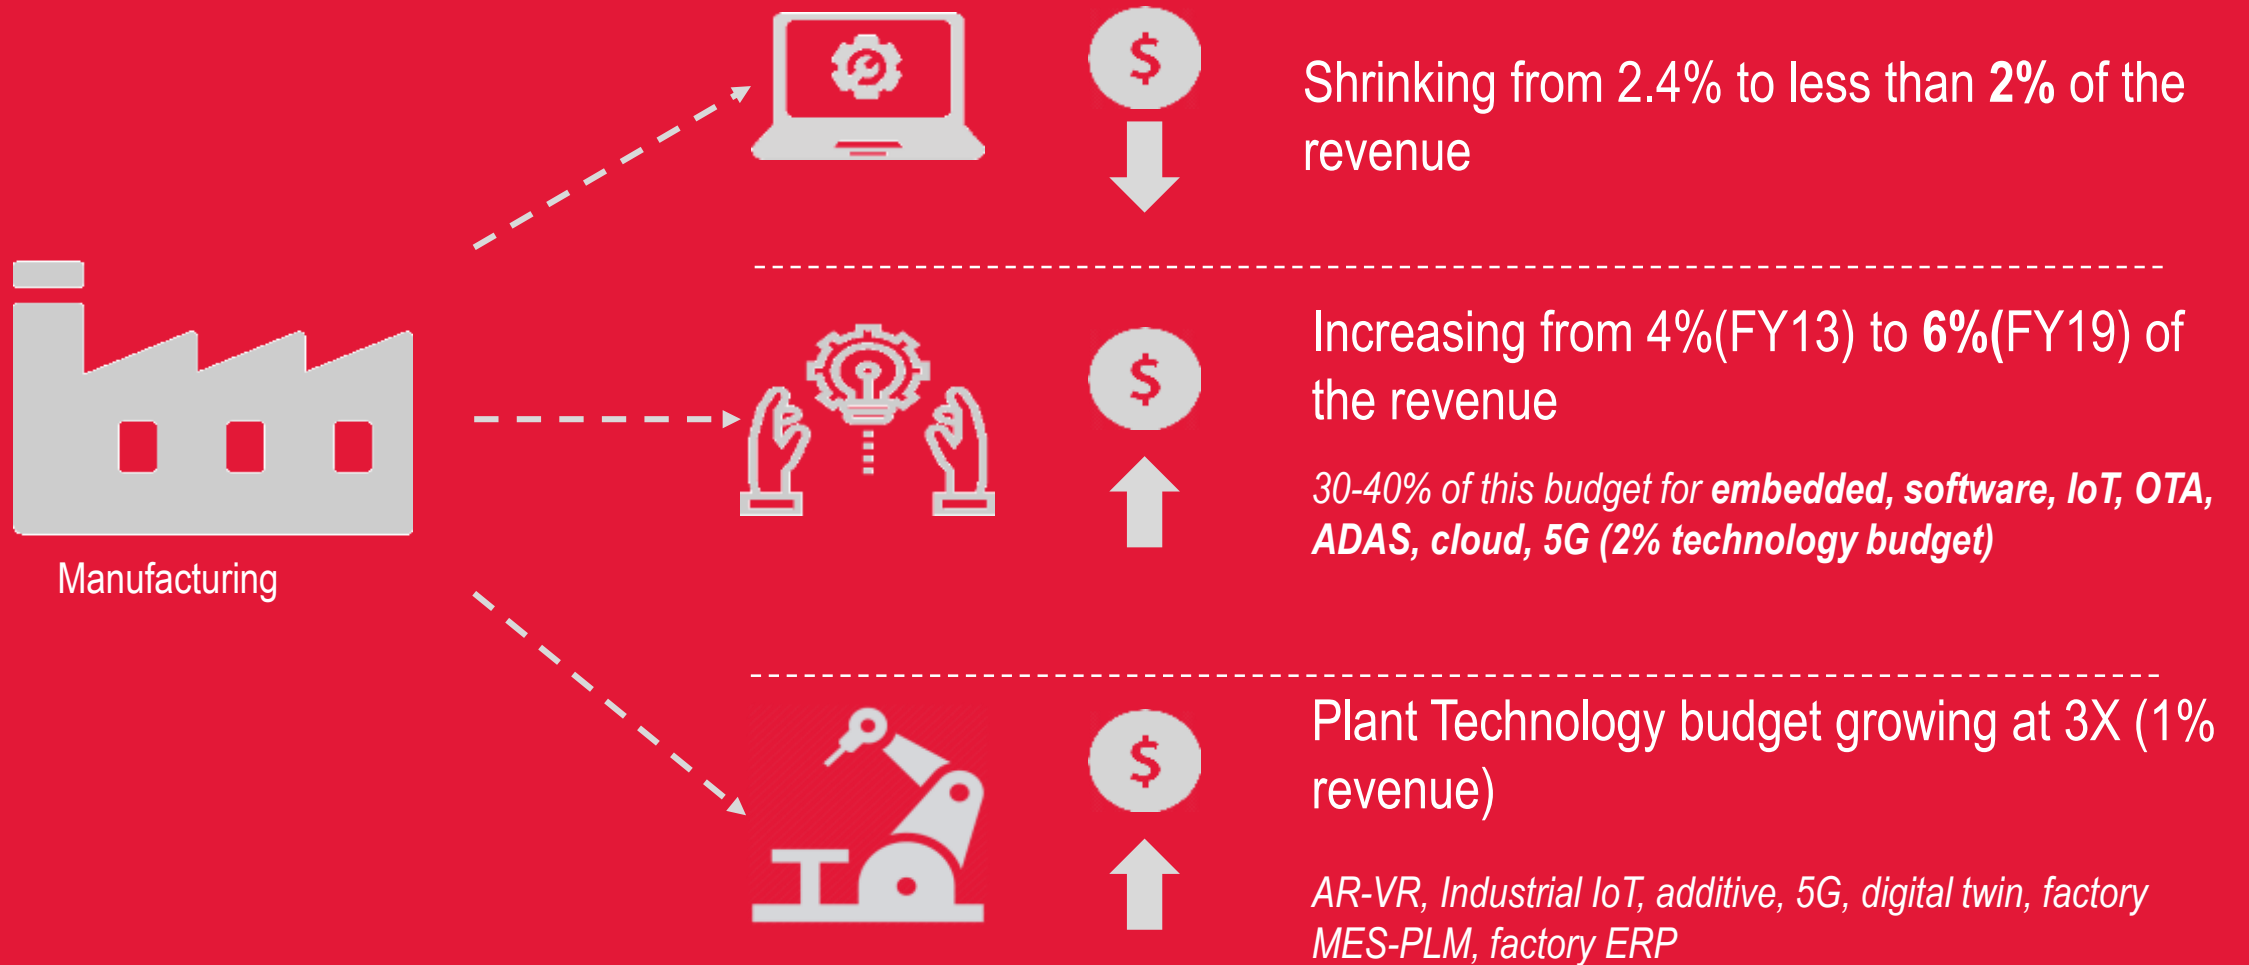 $
Shrinking from 2.4% to less than 2% of the
revenue
$
Increasing from 4%(FY13) to 6%(FY19) of
the revenue
30-40% of this budget for embedded, software, IoT, OTA,
ADAS, cloud, 5G (2% technology budget)
Manufacturing
$
Plant Technology budget growing at 3X (1%
revenue)
AR-VR, Industrial IoT, additive, 5G, digital twin, factory
MES-PLM, factory ERP